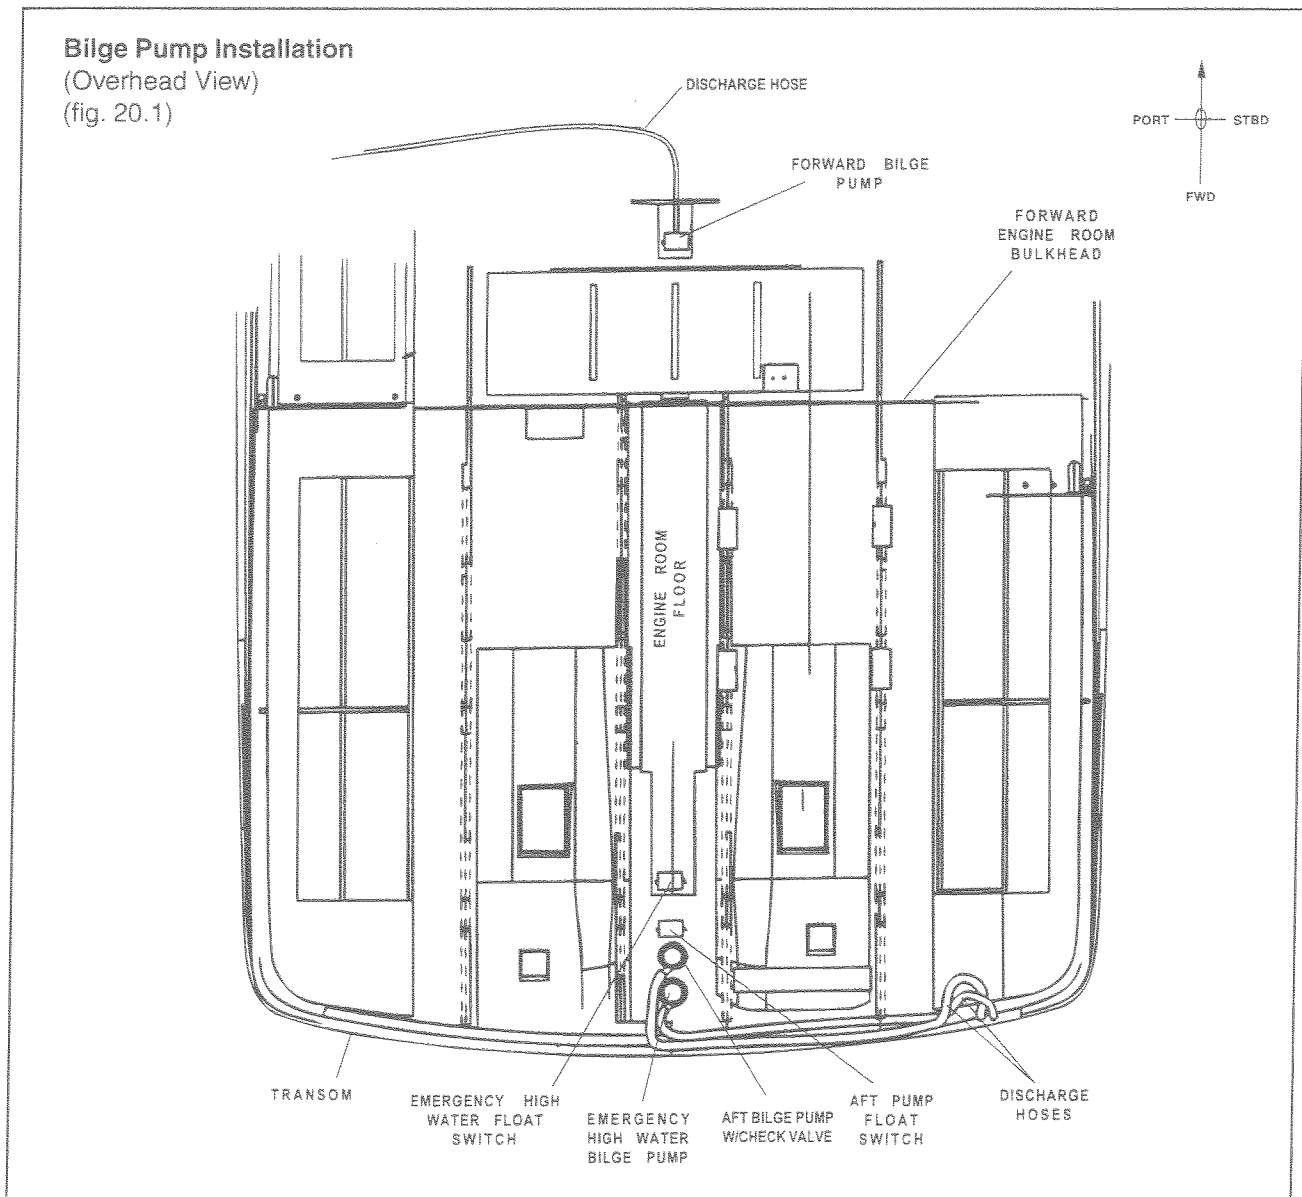 Bilge Pump Installation
(Overhead View)
(fig. 20.1)
DISCHARGE HOSE
PORT
STBD
FWD
FORWARD BILGE
PUMP
FORWARD
ENGINE ROOM
BULKHEAD
ENGINE ROOM
FLOOR
TRANSOM
EMERGENCY HIGH
WATER FLOAT
SWITCH
EMERGENCY
HIGH WATER
BILGE PUMP
AFT BILGE PUMP
W/CHECK VALVE
AFT PUMP
FLOAT
SWITCH
DISCHARGE
HOSES